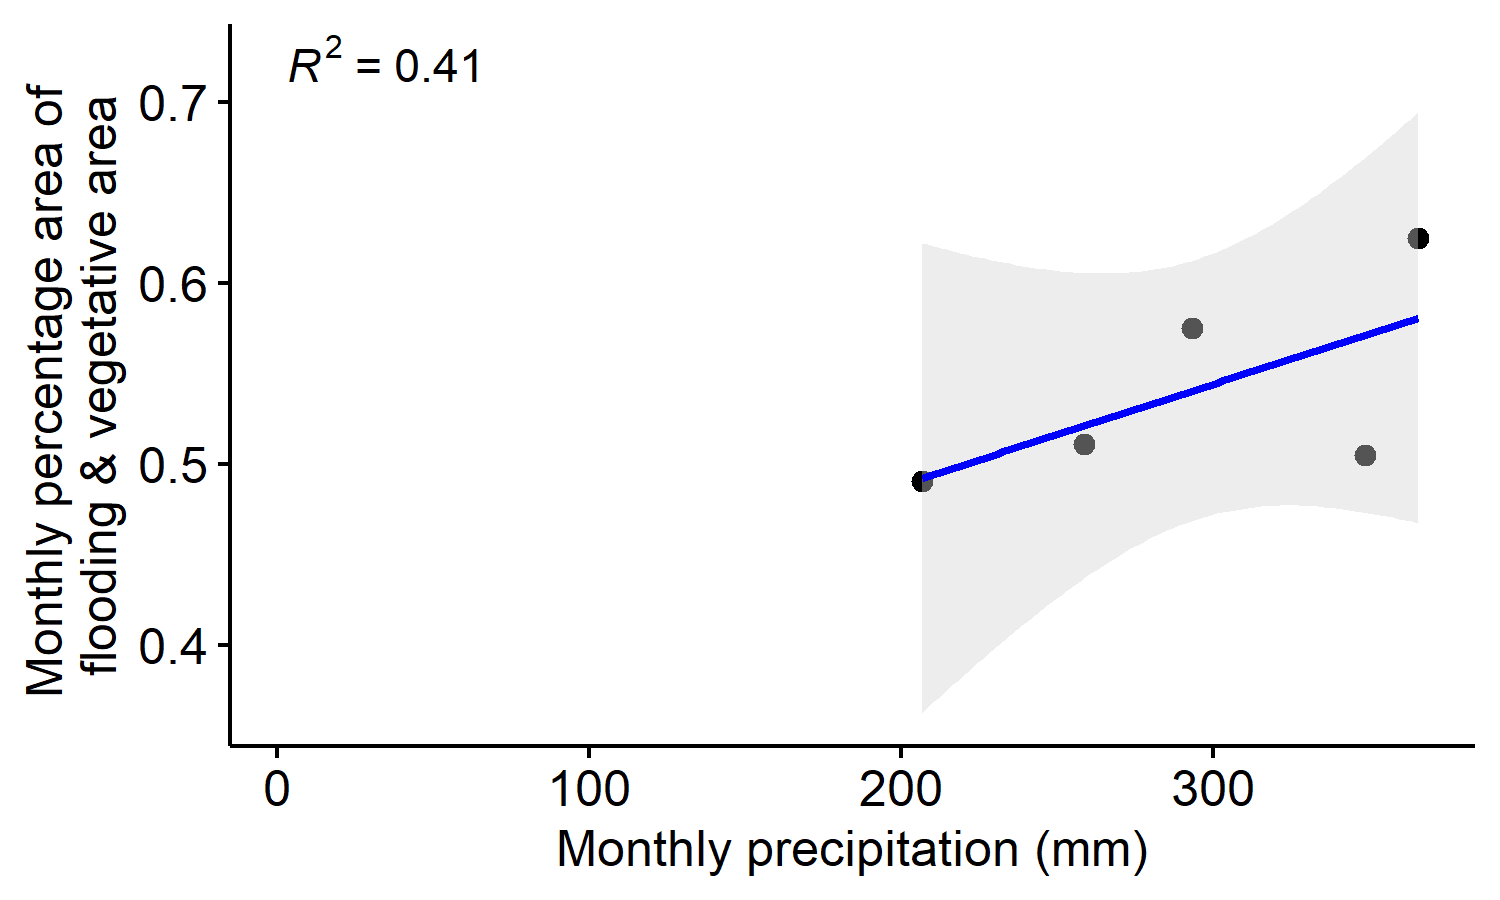 R² = 0.41
Monthly percentage area of
flooding & vegetative area
0.7
0.6
0.5
0.4
0 100 200 300
Monthly precipitation (mm)